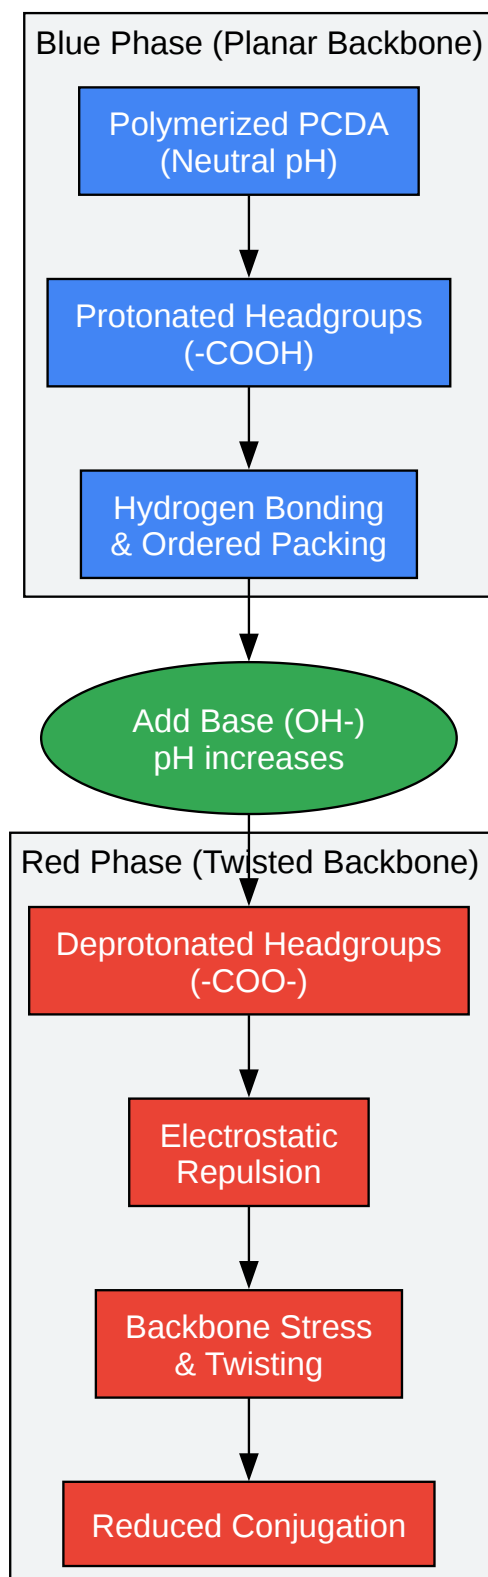 Blue Phase (Planar Backbone)
Polymerized PCDA
(Neutral pH)
Protonated Headgroups
(-COOH)
Hydrogen Bonding
& Ordered Packing
Add Base (OH-)
pH increases
Red Phase (Twisted Backbone)
Deprotonated Headgroups
(-COO-)
Electrostatic
Repulsion
Backbone Stress
& Twisting
Reduced Conjugation